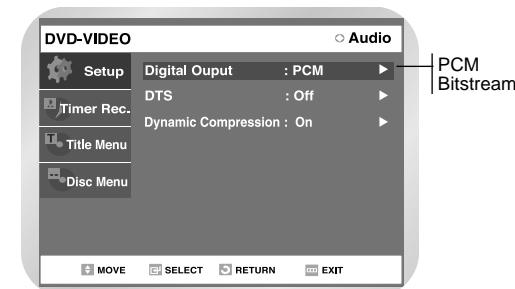 DVD-VIDEO Audio
Setup
Timer Rec.
Title Menu
Disc Menu
Digital Ouput : PCM
DTS : Off
Dynamic Compression : On
PCM
Bitstream
MOVE SELECT RETURN EXIT